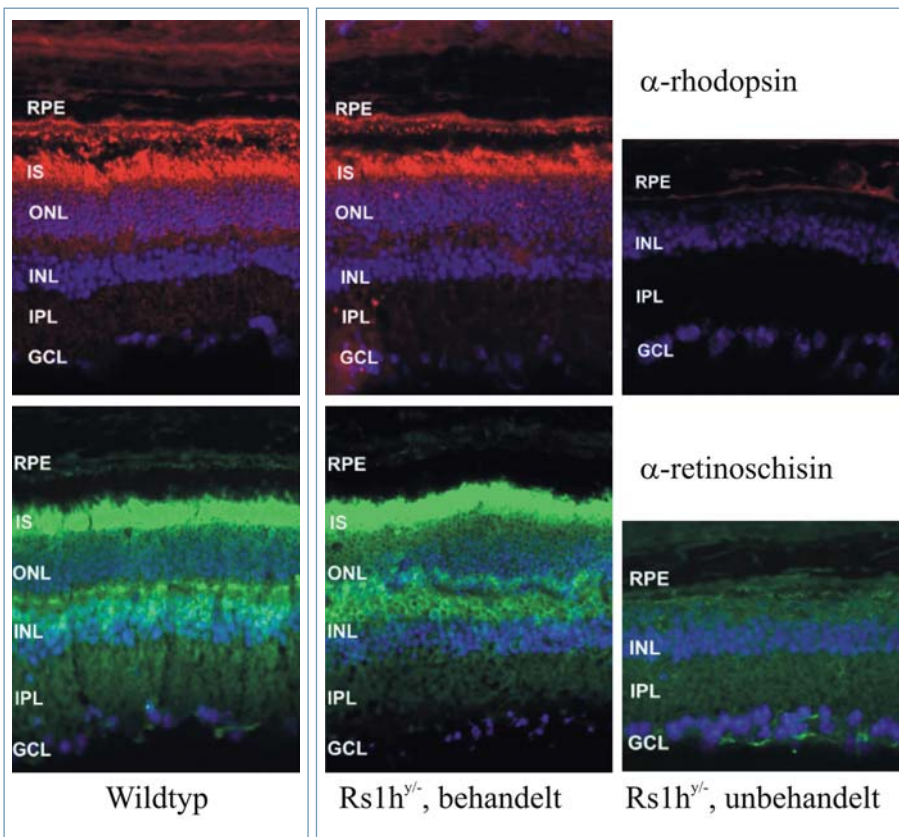 RPE
IS
ONL
INL
IPL
GCL
RPE
IS
ONL
INL
IPL
GCL
α-rhodopsin
RPE
INL
IPL
GCL
RPE
IS
ONL
INL
IPL
GCL
RPE
IS
ONL
INL
IPL
GCL
α-retinoschisin
RPE
INL
IPL
GCL
Wildtyp
Rs1h^y/-, behandelt
Rs1h^y/-, unbehandelt